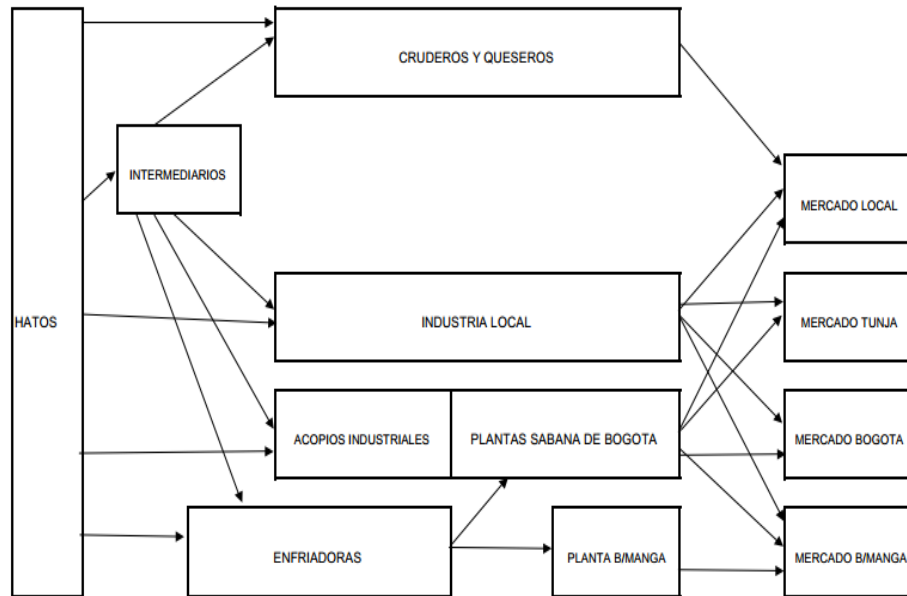 CRUDEROS Y QUESEROS
INTERMEDIARIOS
MERCADO LOCAL
HATOS
INDUSTRIA LOCAL
MERCADO TUNJA
ACOPIOS INDUSTRIALES
PLANTAS SABANA DE BOGOTA
MERCADO BOGOTA
ENFRIADORAS
PLANTA B/MANGA
MERCADO B/MANGA